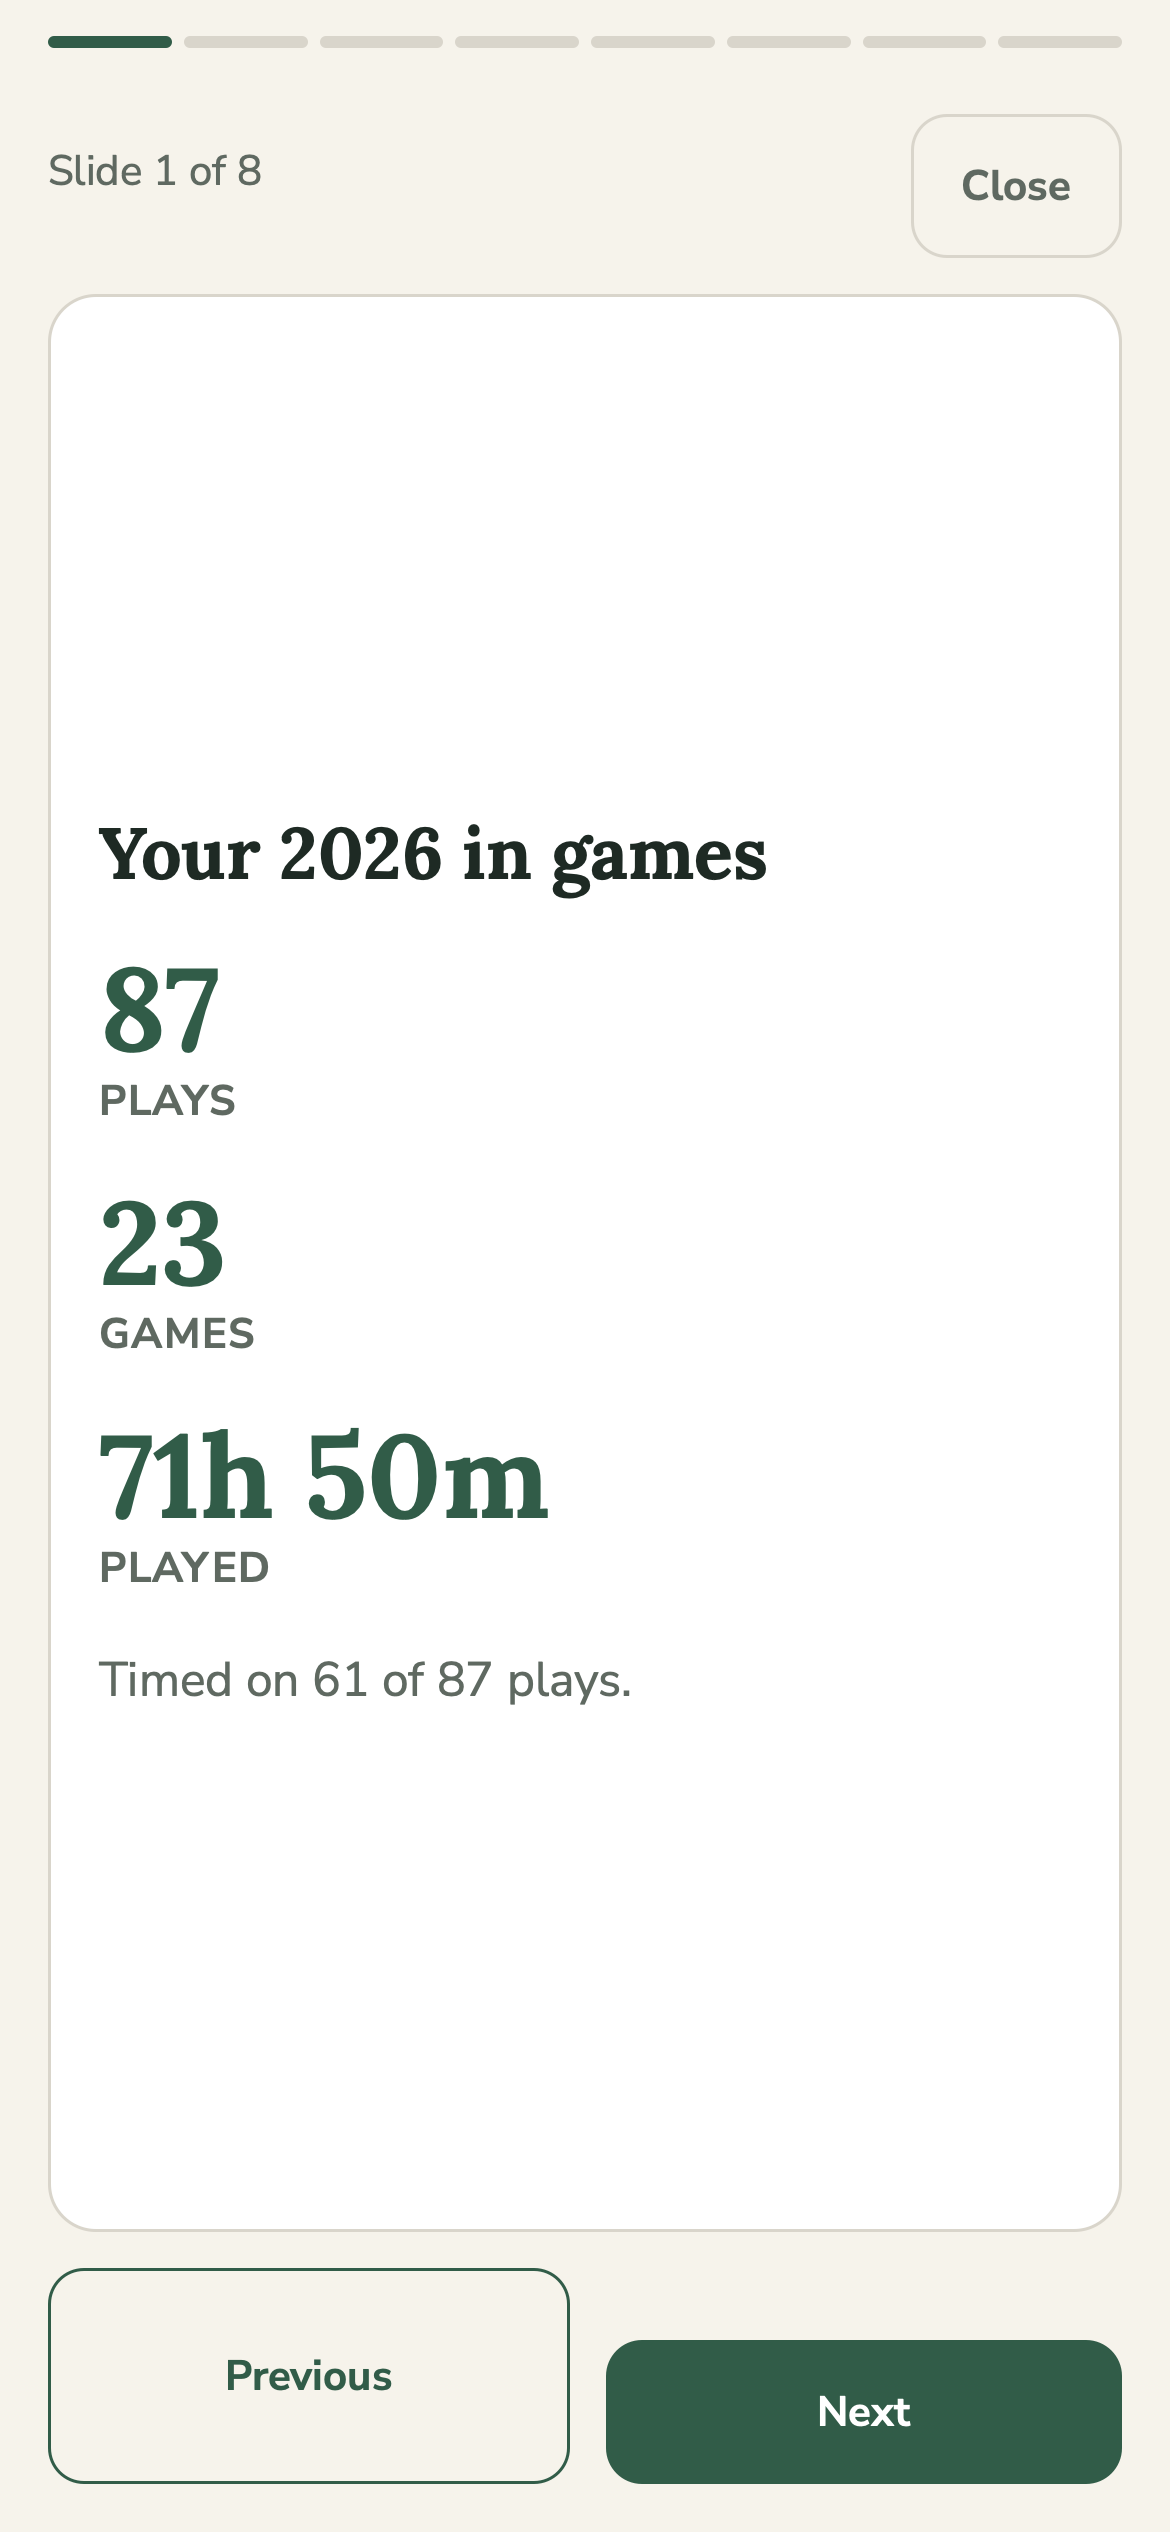 Slide 1 of 8
Close
Your 2026 in games
87
PLAYS
23
GAMES
71h 50m
PLAYED
Timed on 61 of 87 plays.
Previous
Next